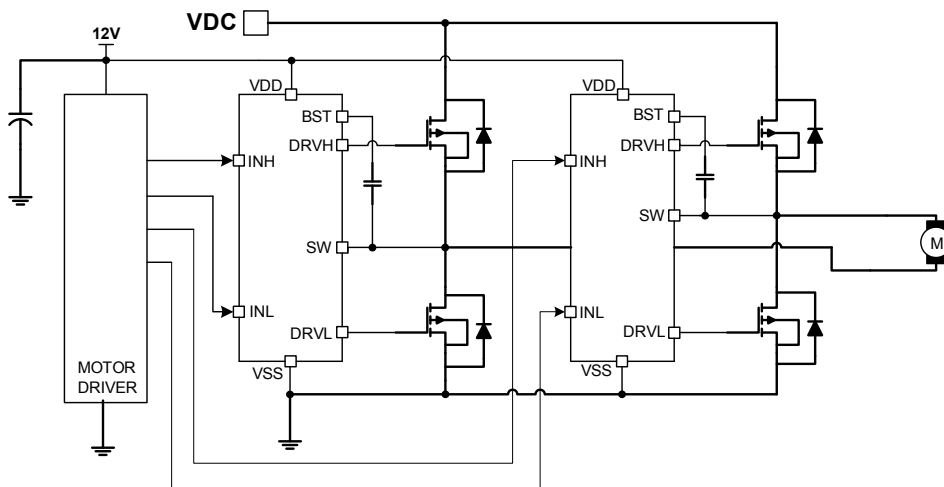 VDC
12V
VDD
VDD
BST
BST
DRVH
DRVH
INH
INH
SW
SW
INL
INL
DRVL
DRVL
MOTOR
DRIVER
VSS
VSS
M